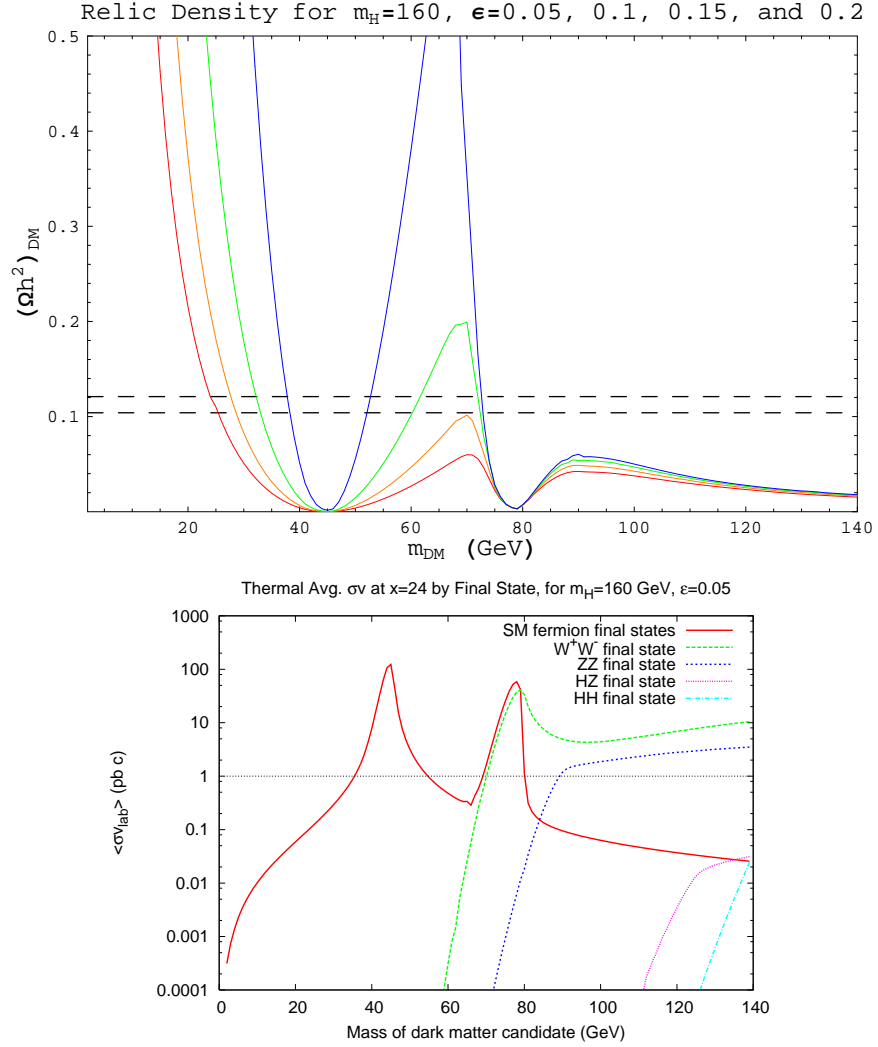 Relic Density for m_H=160, ϵ=0.05, 0.1, 0.15, and 0.2
0.5
0.4
0.3
0.2
0.1
(Ωh²)_DM
20 40 60 80 100 120 140
m_DM (GeV)
Thermal Avg. σv at x=24 by Final State, for m_H=160 GeV, ε=0.05
1000
100
10
1
0.1
0.01
0.001
0.0001
<σv_lab> (pb c)
SM fermion final states
W⁺W⁻ final state
ZZ final state
HZ final state
HH final state
0 20 40 60 80 100 120 140
Mass of dark matter candidate (GeV)